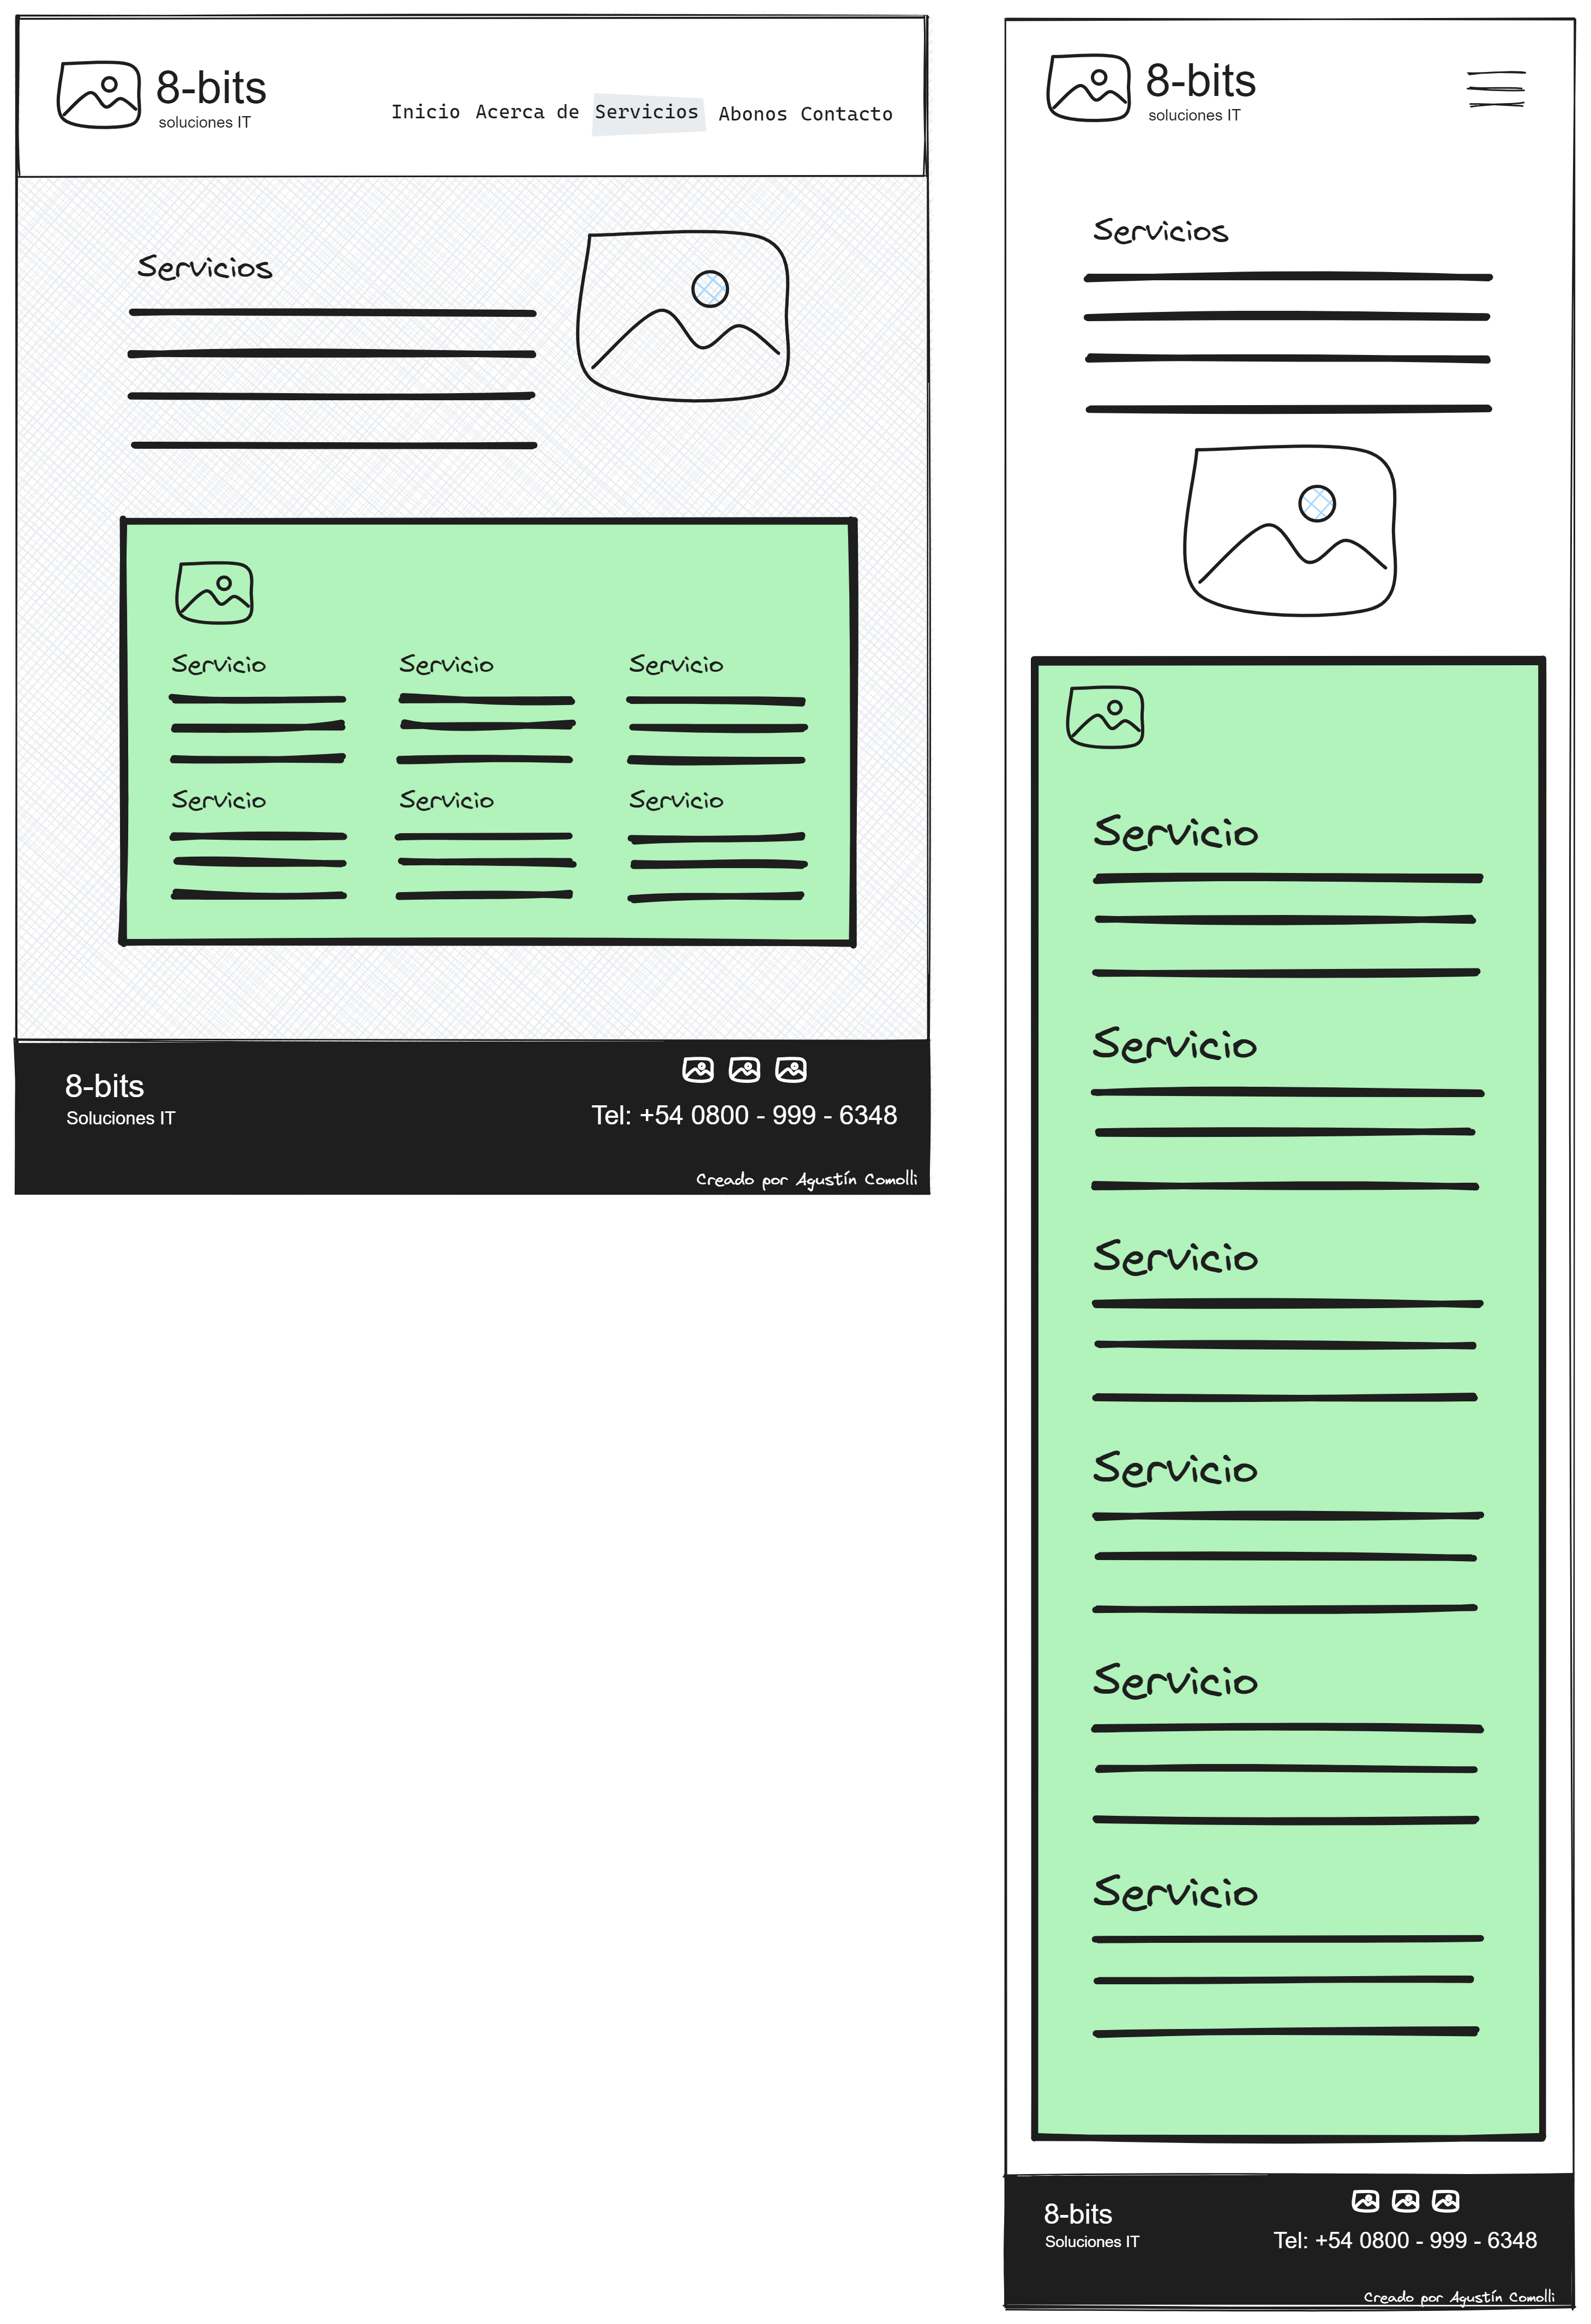 8-bits
soluciones IT
Inicio Acerca de Servicios Abonos Contacto
Servicios
Servicio Servicio Servicio
Servicio Servicio Servicio
8-bits
Soluciones IT
Tel: +54 0800 - 999 - 6348
Creado por Agustín Comolli
8-bits
soluciones IT
Servicios
Servicio
Servicio
Servicio
Servicio
Servicio
Servicio
8-bits
Soluciones IT
Tel: +54 0800 - 999 - 6348
Creado por Agustín Comolli